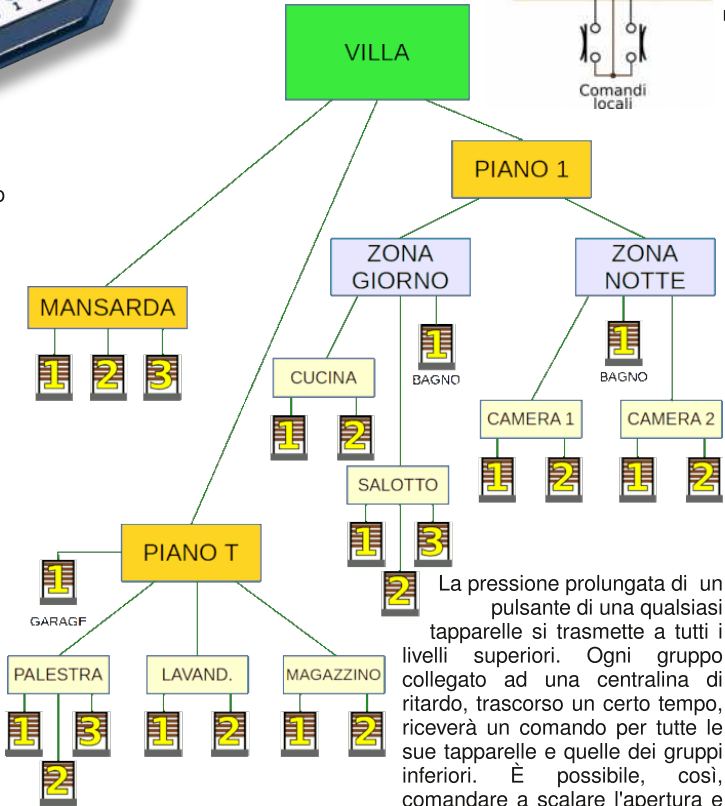 VILLA
Comandi
locali
PIANO 1
o
ZONA
GIORNO
ZONA
NOTTE
MANSARDA
1 2 3
1
BAGNO
1
BAGNO
CUCINA
1 2
CAMERA 1
1 2
CAMERA 2
1 2
SALOTTO
1 3
2
PIANO T
1
GARAGE
PALESTRA
1 3
2
LAVAND.
1 2
MAGAZZINO
1 2
La pressione prolungata di un
pulsante di una qualsiasi
tapparelle si trasmette a tutti i
livelli superiori. Ogni gruppo
collegato ad una centralina di
ritardo, trascorso un certo tempo,
riceverà un comando per tutte le
sue tapparelle e quelle dei gruppi
inferiori. È possibile, così,
comandare a scalare l'apertura e